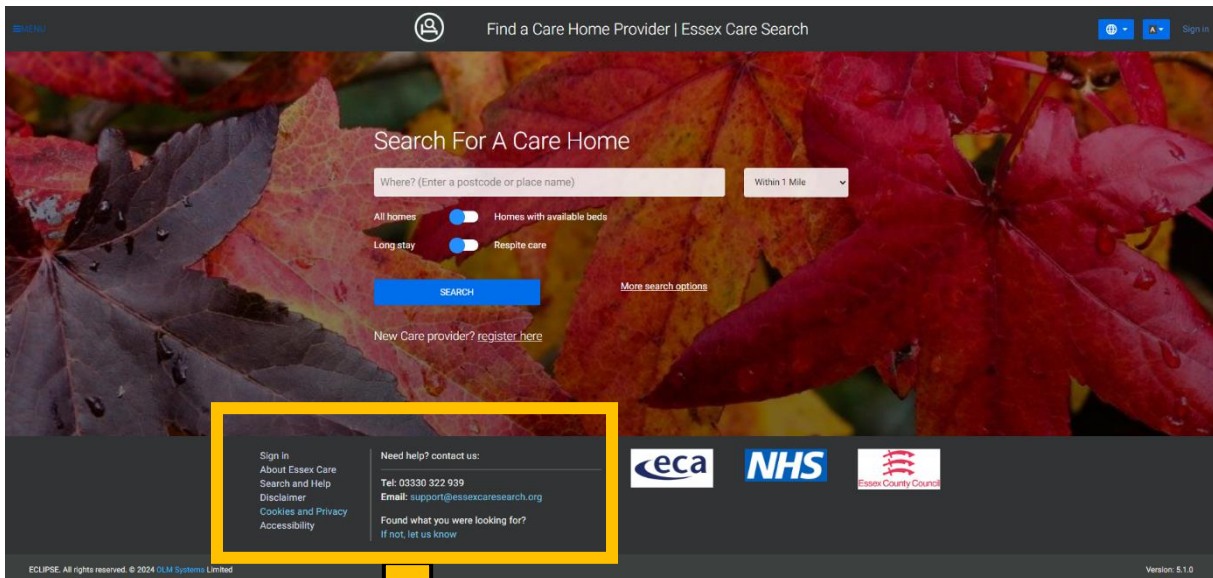 MENU
Find a Care Home Provider | Essex Care Search
A
Sign in
Search For A Care Home
Where? (Enter a postcode or place name)
Within 1 Mile
All homes
Homes with available beds
Long stay
Respite care
SEARCH
More search options
New Care provider? register here
Sign in
About Essex Care
Search and Help
Disclaimer
Cookies and Privacy
Accessibility
Need help? contact us:
Tel: 03330 322 939
Email: support@essexcaresearch.org
Found what you were looking for?
If not, let us know
eca
NHS
Essex County Council
ECLIPSE. All rights reserved. © 2024 OLM Systems Limited
Version: 5.1.0